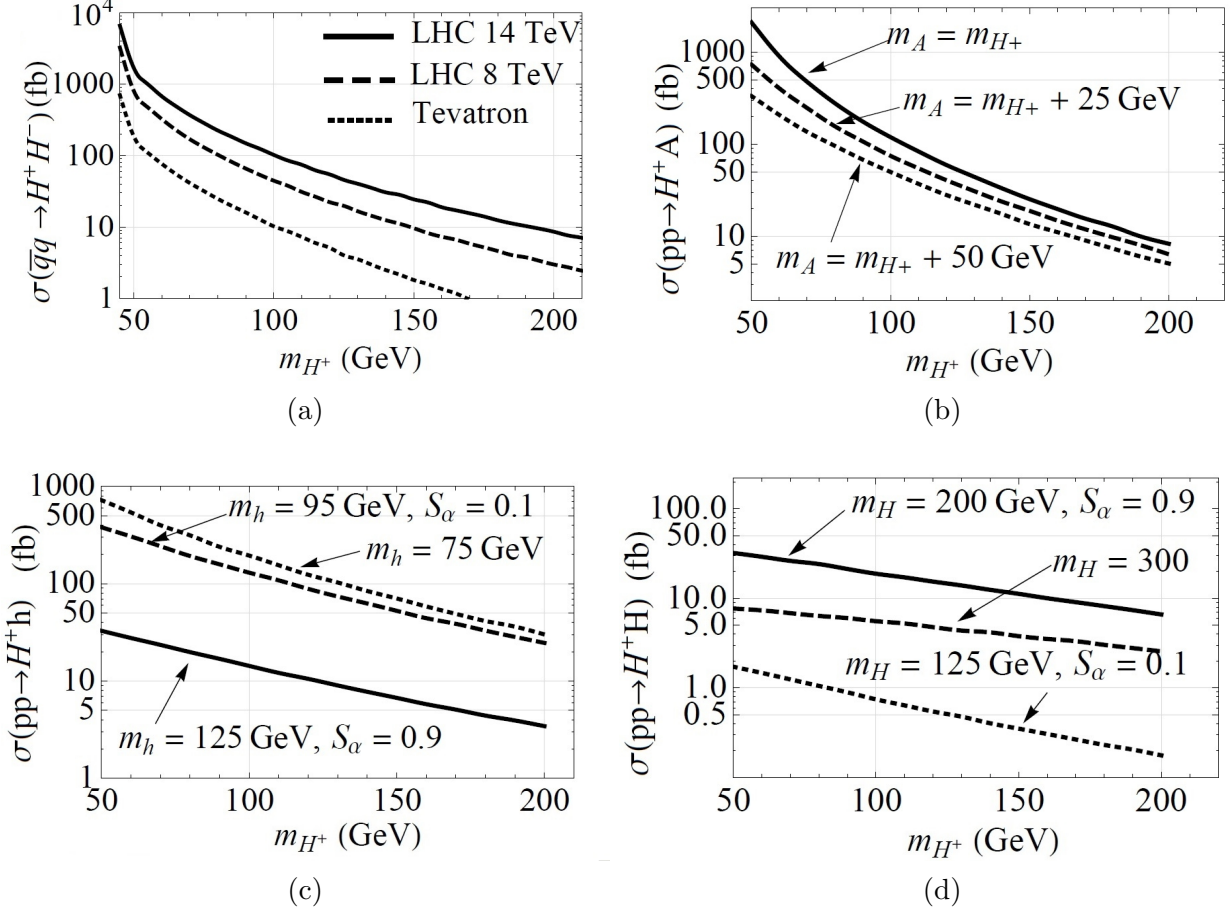 σ(q̅q→H⁺H⁻) (fb)
10⁴
1000
100
10
1
LHC 14 TeV
LHC 8 TeV
Tevatron
50 100 150 200
m_{H⁺} (GeV)
(a)
σ(pp→H⁺A) (fb)
1000
500
100
50
10
5
m_A = m_{H+}
m_A = m_{H+} + 25 GeV
m_A = m_{H+} + 50 GeV
50 100 150 200
m_{H⁺} (GeV)
(b)
σ(pp→H⁺h) (fb)
1000
500
100
50
10
5
1
m_h = 95 GeV, S_α = 0.1
m_h = 75 GeV
m_h = 125 GeV, S_α = 0.9
50 100 150 200
m_{H⁺} (GeV)
(c)
σ(pp→H⁺H) (fb)
100.0
50.0
10.0
5.0
1.0
0.5
m_H = 200 GeV, S_α = 0.9
m_H = 300
m_H = 125 GeV, S_α = 0.1
50 100 150 200
m_{H⁺} (GeV)
(d)